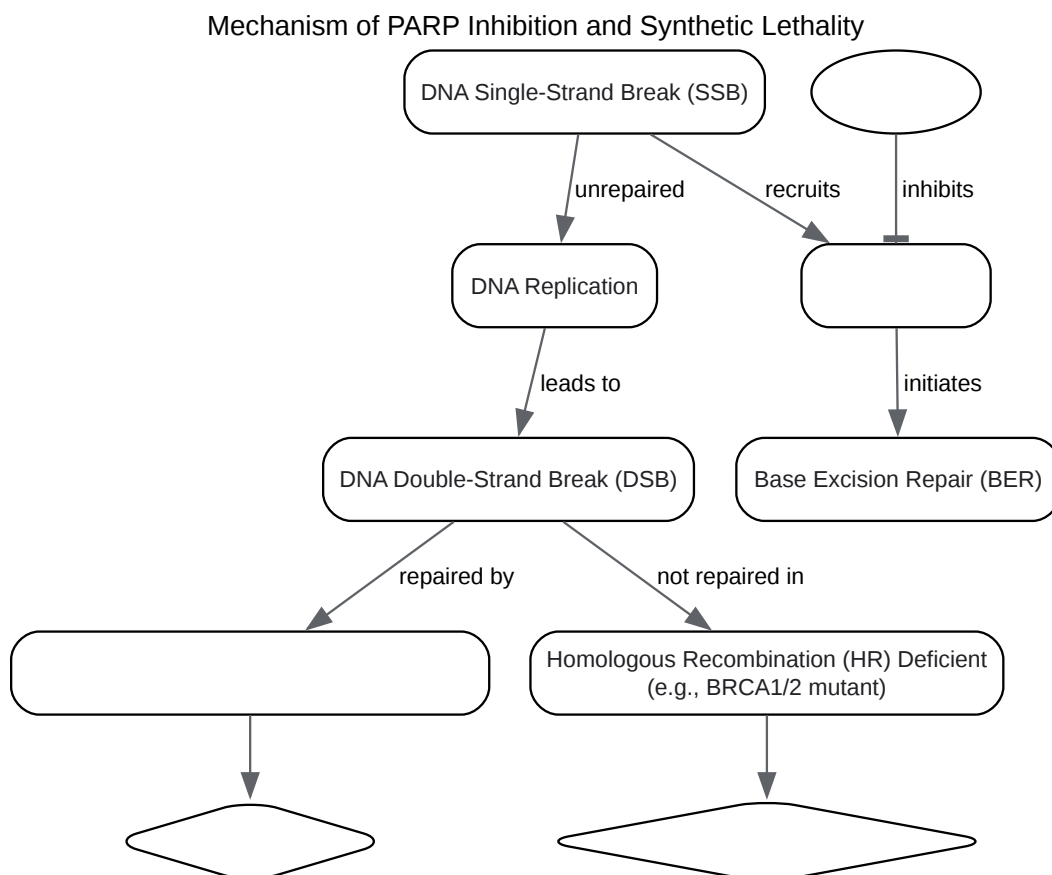 Mechanism of PARP Inhibition and Synthetic Lethality
DNA Single-Strand Break (SSB)
unrepaired
recruits
inhibits
DNA Replication
leads to
initiates
DNA Double-Strand Break (DSB)
Base Excision Repair (BER)
repaired by
not repaired in
Homologous Recombination (HR) Deficient
(e.g., BRCA1/2 mutant)